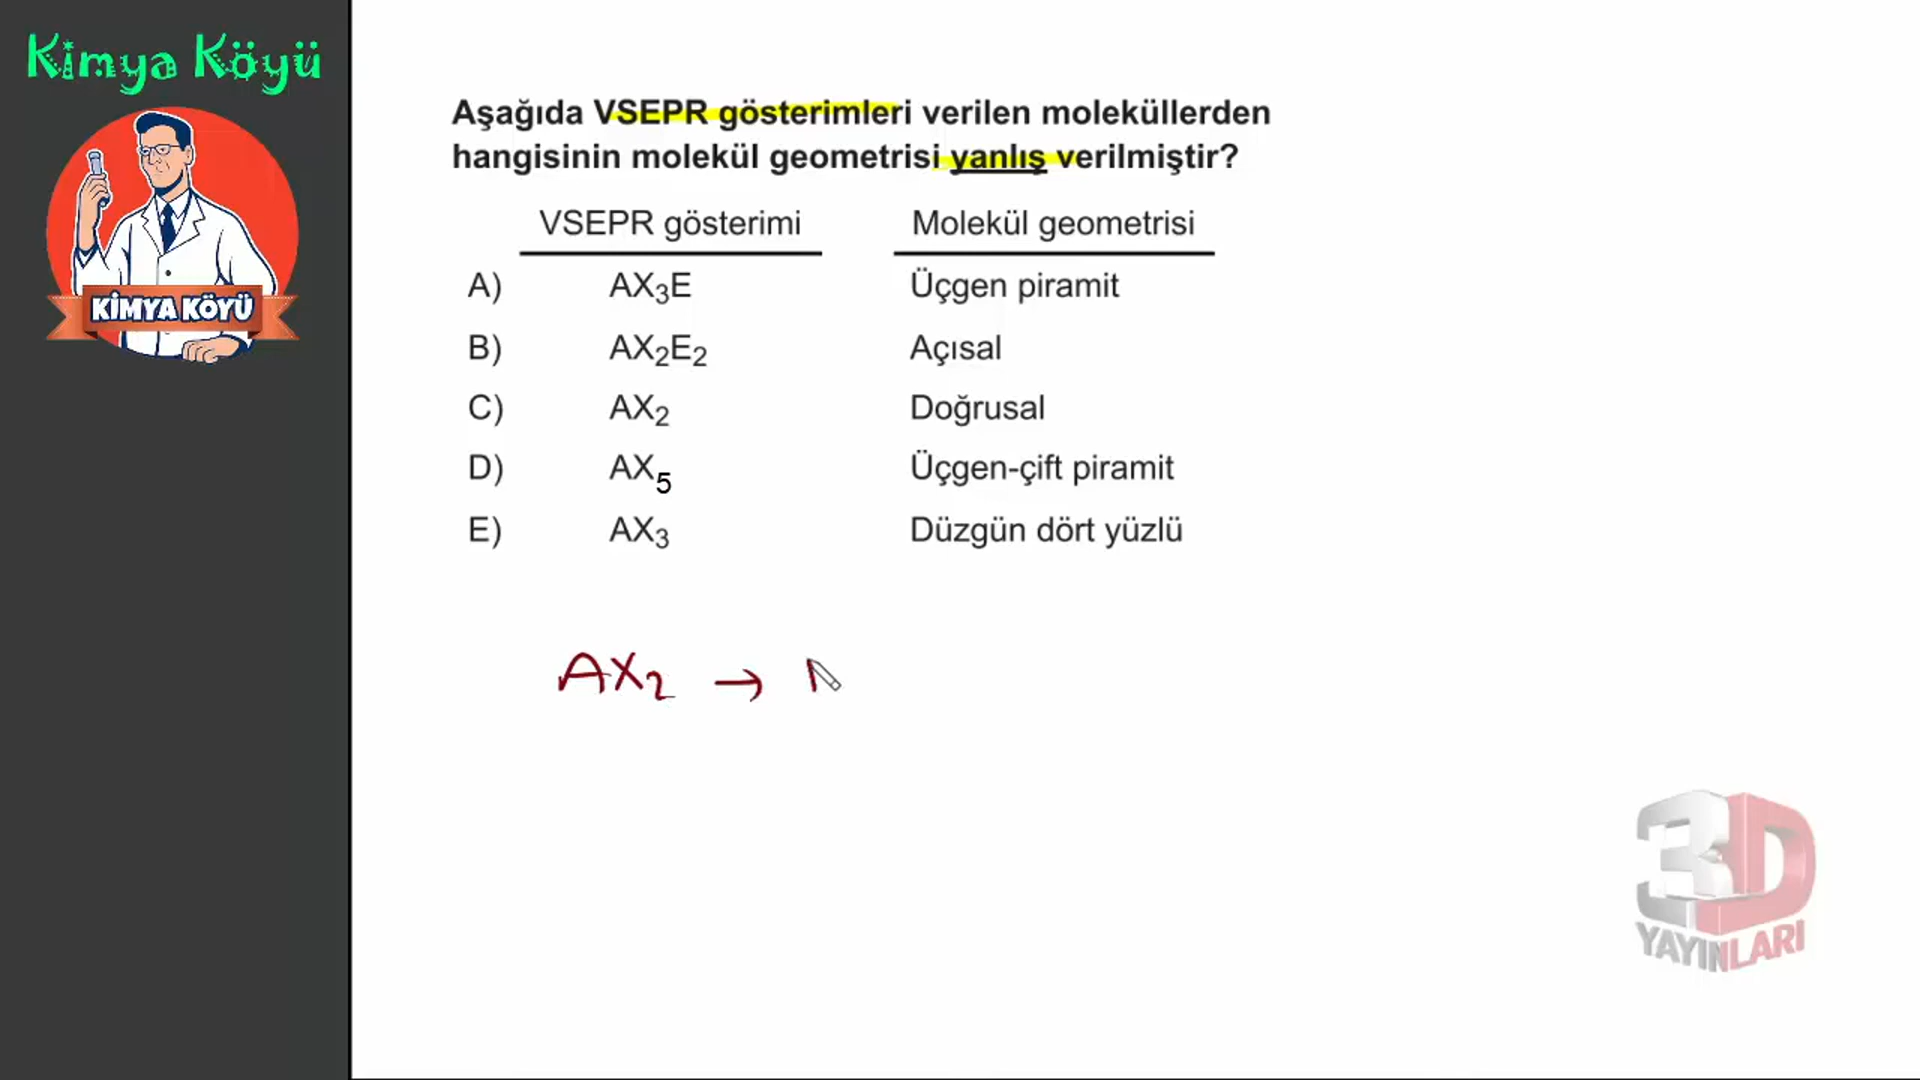 Kimya Köyü
KİMYA KÖYÜ
Aşağıda VSEPR gösterimleri verilen moleküllerden
hangisinin molekül geometrisi yanlış verilmiştir?
VSEPR gösterimi Molekül geometrisi
A) AX₃E Üçgen piramit
B) AX₂E₂ Açısal
C) AX₂ Doğrusal
D) AX₅ Üçgen-çift piramit
E) AX₃ Düzgün dört yüzlü
AX₂ →
3D
YAYINLARI